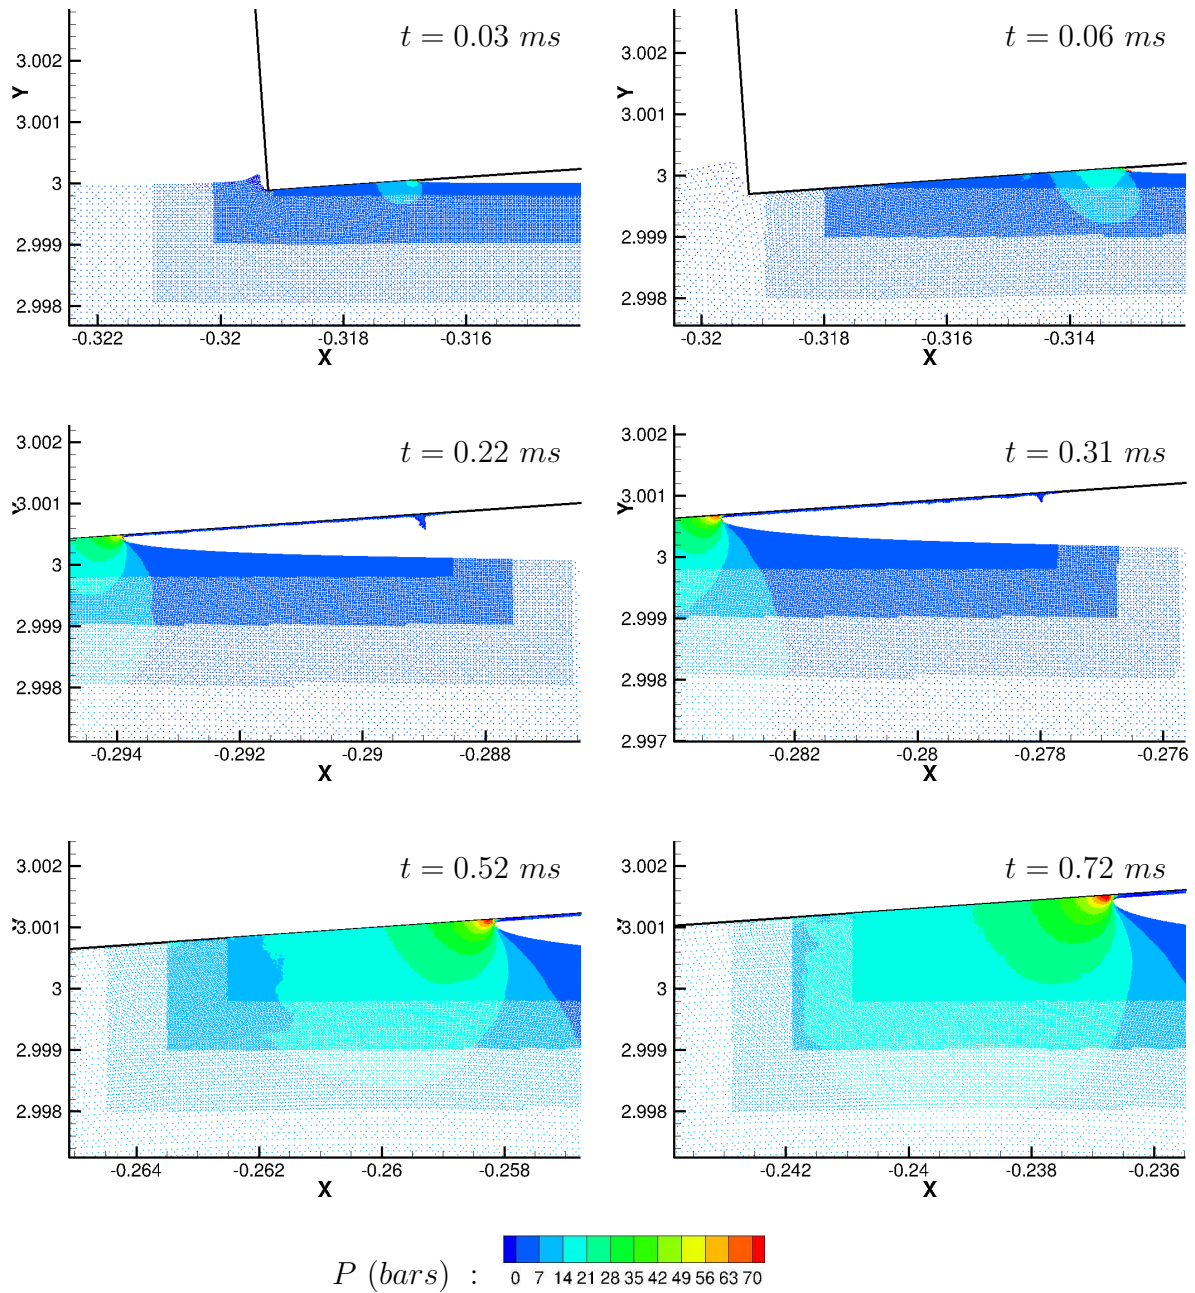 t = 0.03 ms
3.002
3.001
3
2.999
2.998
Y
-0.322 -0.32 -0.318 -0.316
X
t = 0.06 ms
3.002
3.001
3
2.999
2.998
Y
-0.32 -0.318 -0.316 -0.314
X
t = 0.22 ms
3.002
3.001
3
2.999
2.998
-0.294 -0.292 -0.29 -0.288
X
t = 0.31 ms
3.002
3.001
3
2.999
2.998
2.997
Y
-0.282 -0.28 -0.278 -0.276
X
t = 0.52 ms
3.002
3.001
3
2.999
2.998
-0.264 -0.262 -0.26 -0.258
X
t = 0.72 ms
3.002
3.001
3
2.999
2.998
-0.242 -0.24 -0.238 -0.236
X
P (bars) : 0 7 14 21 28 35 42 49 56 63 70